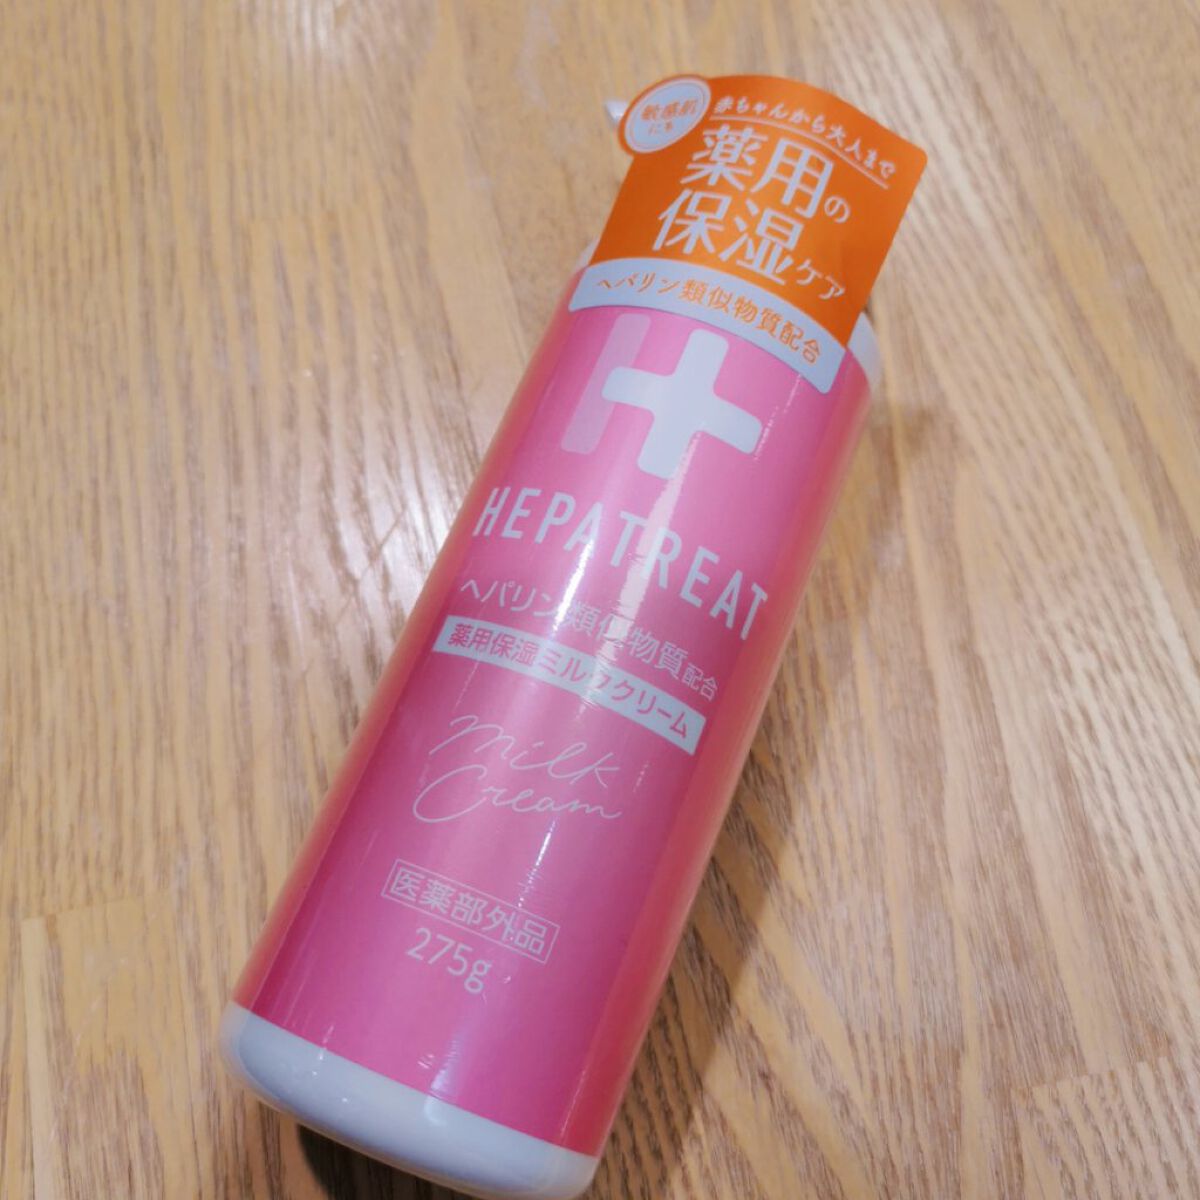 敏感肌
にも
赤ちゃんから大人まで
薬用の
保湿ケア
ヘパリン類似物質配合
HEPATREAT
ヘパリン類似物質配合
薬用保湿ミルククリーム
Milk
Cream
医薬部外品
275g